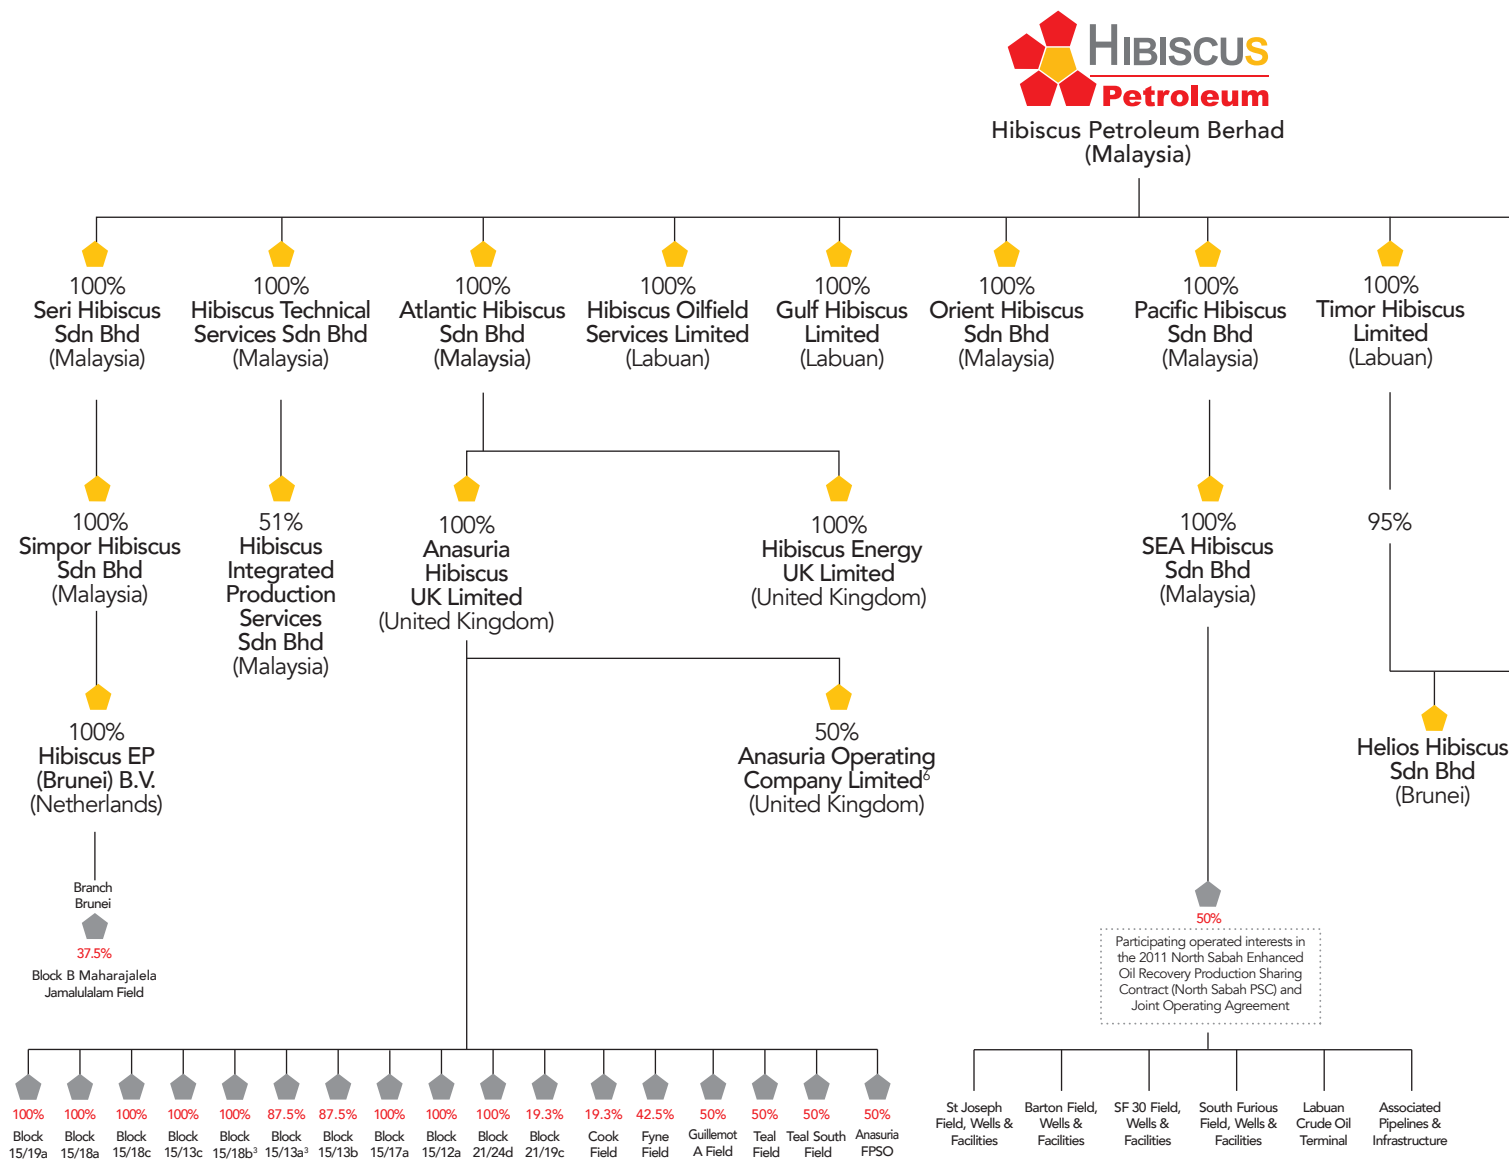 HIBISCUS
Petroleum
Hibiscus Petroleum Berhad
(Malaysia)
100%
Seri Hibiscus
Sdn Bhd
(Malaysia)
100%
Hibiscus Technical
Services Sdn Bhd
(Malaysia)
100%
Atlantic Hibiscus
Sdn Bhd
(Malaysia)
100%
Hibiscus Oilfield
Services Limited
(Labuan)
100%
Gulf Hibiscus
Limited
(Labuan)
100%
Orient Hibiscus
Sdn Bhd
(Malaysia)
100%
Pacific Hibiscus
Sdn Bhd
(Malaysia)
100%
Timor Hibiscus
Limited
(Labuan)
100%
Simpor Hibiscus
Sdn Bhd
(Malaysia)
51%
Hibiscus
Integrated
Production
Services
Sdn Bhd
(Malaysia)
100%
Anasuria
Hibiscus
UK Limited
(United Kingdom)
100%
Hibiscus Energy
UK Limited
(United Kingdom)
100%
SEA Hibiscus
Sdn Bhd
(Malaysia)
95%
100%
Hibiscus EP
(Brunei) B.V.
(Netherlands)
50%
Anasuria Operating
Company Limited⁶
(United Kingdom)
Helios Hibiscus
Sdn Bhd
(Brunei)
Branch
Brunei
37.5%
Block B Maharajalela
Jamalulalam Field
50%
Participating operated interests in
the 2011 North Sabah Enhanced
Oil Recovery Production Sharing
Contract (North Sabah PSC) and
Joint Operating Agreement
100%
Block
15/19a
100%
Block
15/18a
100%
Block
15/18c
100%
Block
15/13c
100%
Block
15/18b³
87.5%
Block
15/13a³
87.5%
Block
15/13b
100%
Block
15/17a
100%
Block
15/12a
100%
Block
21/24d
19.3%
Block
21/19c
19.3%
Cook
Field
42.5%
Fyne
Field
50%
Guillemot
A Field
50%
Teal
Field
50%
Teal South
Field
50%
Anasuria
FPSO
St Joseph
Field, Wells &
Facilities
Barton Field,
Wells &
Facilities
SF 30 Field,
Wells &
Facilities
South Furious
Field, Wells &
Facilities
Labuan
Crude Oil
Terminal
Associated
Pipelines &
Infrastructure